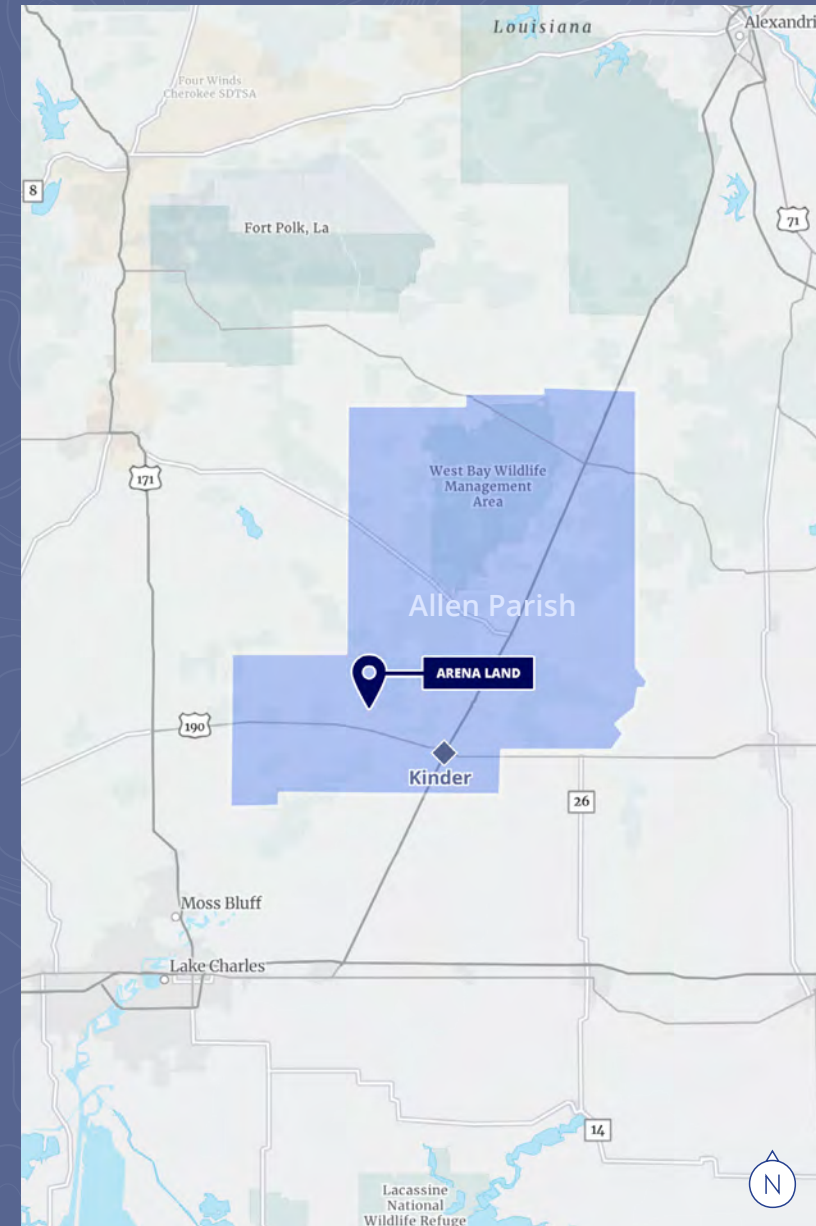 Louisiana
Alexandri
Four Winds
Cherokee SDTSA
8
71
Fort Polk, La
West Bay Wildlife
Management
Area
171
Allen Parish
ARENA LAND
190
Kinder
26
Moss Bluff
Lake Charles
14
Lacassine
National
Wildlife Refuge
N